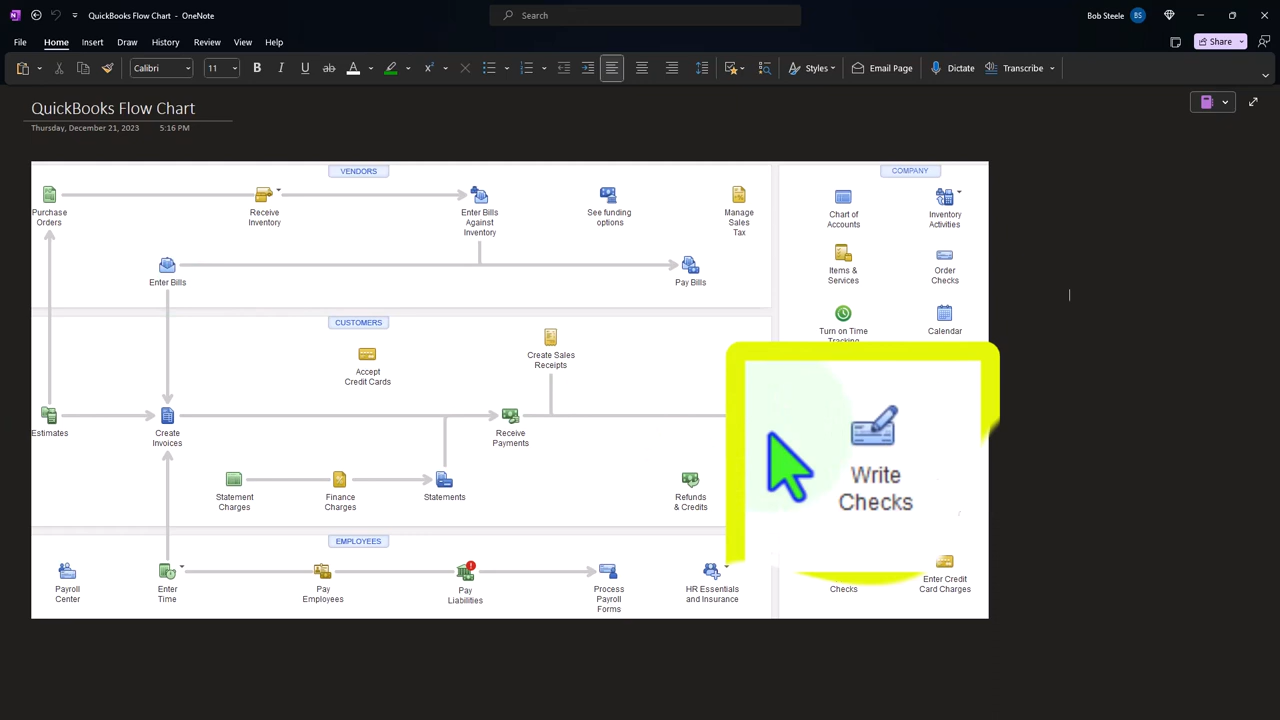 QuickBooks Flow Chart - OneNote
Search
Bob Steele
BS
File
Home
Insert
Draw
History
Review
View
Help
Share
Calibri
11
B
I
U
ab
A
Styles
Email Page
Dictate
Transcribe
QuickBooks Flow Chart
Thursday, December 21, 2023
5:16 PM
VENDORS
COMPANY
Purchase
Orders
Receive
Inventory
Enter Bills
Against
Inventory
See funding
options
Manage
Sales
Tax
Chart of
Accounts
Inventory
Activities
Enter Bills
Pay Bills
Items &
Services
Order
Checks
CUSTOMERS
Turn on Time
Tracking
Calendar
Accept
Credit Cards
Create Sales
Receipts
Estimates
Create
Invoices
Receive
Payments
Write
Checks
Statement
Charges
Finance
Charges
Statements
Refunds
& Credits
EMPLOYEES
Payroll
Center
Enter
Time
Pay
Employees
Pay
Liabilities
Process
Payroll
Forms
HR Essentials
and Insurance
Checks
Enter Credit
Card Charges